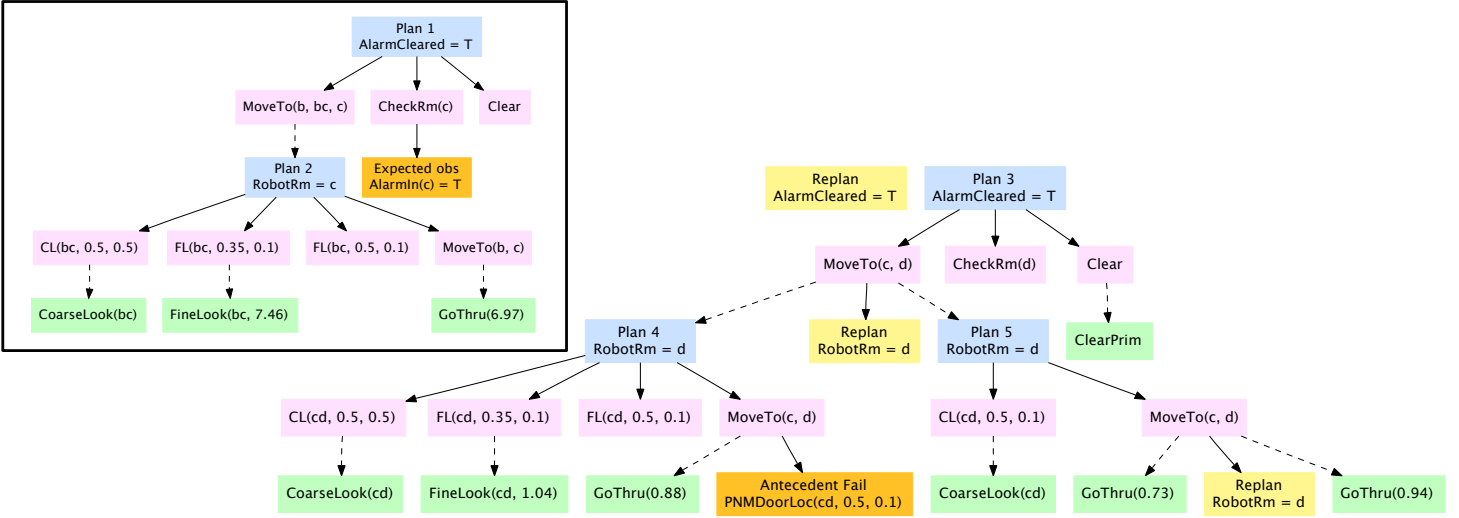 Plan 1
AlarmCleared = T
MoveTo(b, bc, c)
CheckRm(c)
Clear
Plan 2
RobotRm = c
Expected obs
AlarmIn(c) = T
CL(bc, 0.5, 0.5)
FL(bc, 0.35, 0.1)
FL(bc, 0.5, 0.1)
MoveTo(b, c)
CoarseLook(bc)
FineLook(bc, 7.46)
GoThru(6.97)
Replan
AlarmCleared = T
Plan 3
AlarmCleared = T
MoveTo(c, d)
CheckRm(d)
Clear
Plan 4
RobotRm = d
Replan
RobotRm = d
Plan 5
RobotRm = d
ClearPrim
CL(cd, 0.5, 0.5)
FL(cd, 0.35, 0.1)
FL(cd, 0.5, 0.1)
MoveTo(c, d)
CL(cd, 0.5, 0.1)
MoveTo(c, d)
CoarseLook(cd)
FineLook(cd, 1.04)
GoThru(0.88)
Antecedent Fail
PNMDoorLoc(cd, 0.5, 0.1)
CoarseLook(cd)
GoThru(0.73)
Replan
RobotRm = d
GoThru(0.94)